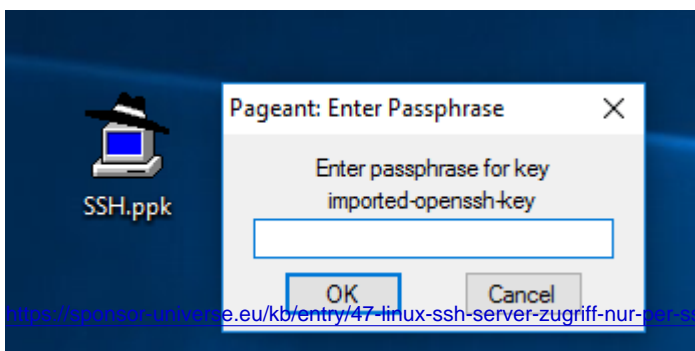 Pageant: Enter Passphrase
Enter passphrase for key
imported-openssh-key
SSH.ppk
OK
Cancel
https://sponsor-universe.eu/kb/entry/47-linux-ssh-server-zugriff-nur-per-s